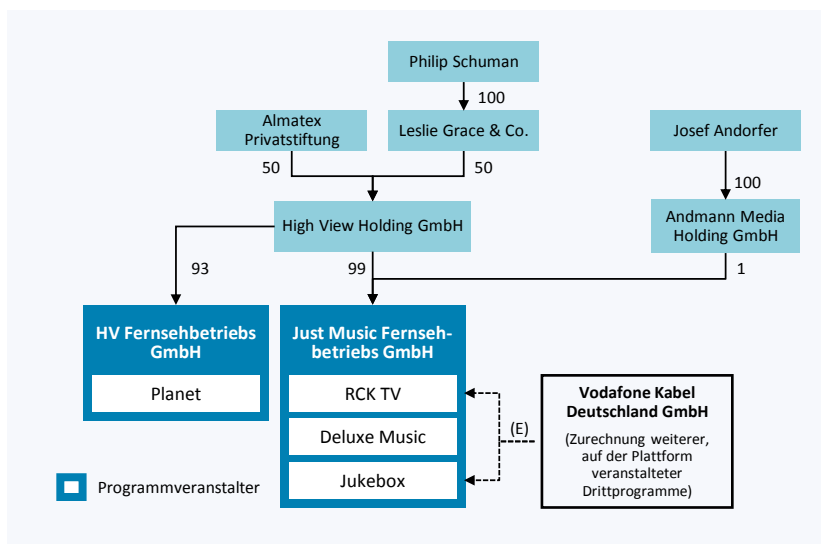 Philip Schuman
100
Almatex
Privatstiftung
Leslie Grace & Co.
Josef Andorfer
50
50
100
High View Holding GmbH
Andmann Media
Holding GmbH
93
99
1
HV Fernsehbetriebs
GmbH
Planet
Just Music Fernseh-
betriebs GmbH
RCK TV
Deluxe Music
Jukebox
(E)
Vodafone Kabel
Deutschland GmbH
(Zurechnung weiterer,
auf der Plattform
veranstalteter
Drittprogramme)
Programmveranstalter